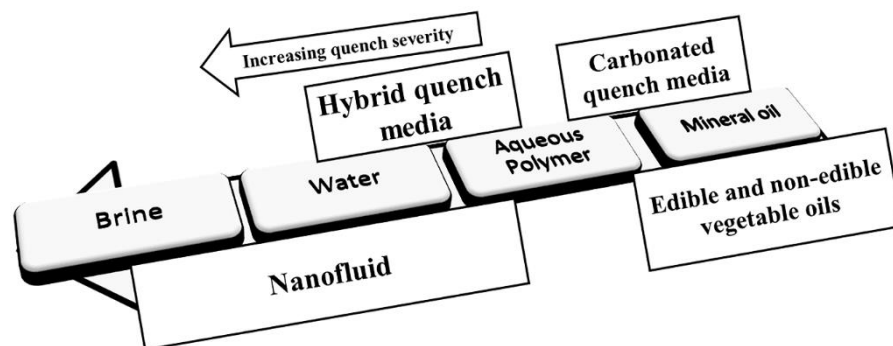 Increasing quench severity
Hybrid quench
media
Carbonated
quench media
Brine
Water
Aqueous
Polymer
Mineral oil
Nanofluid
Edible and non-edible
vegetable oils